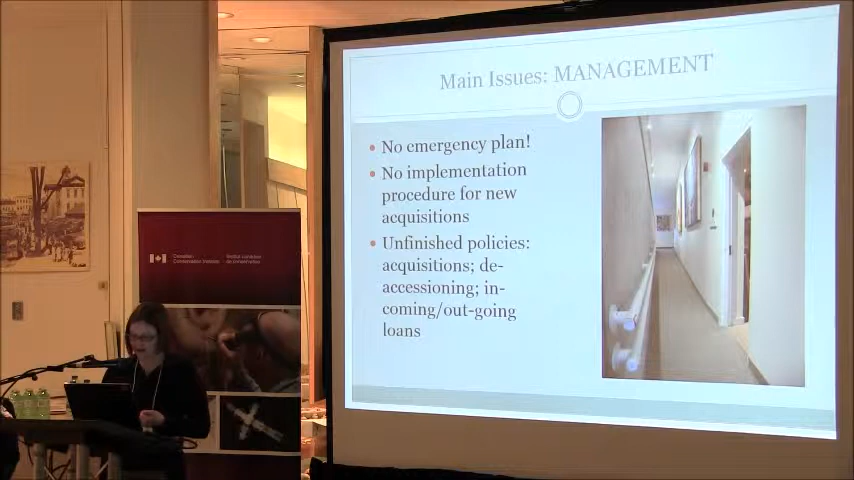 Main Issues: MANAGEMENT
No emergency plan!
No implementation
procedure for new
acquisitions
Unfinished policies:
acquisitions; de-
accessioning; in-
coming/out-going
loans
Canadian
Conservation Institute
Institut canadien
de conservation